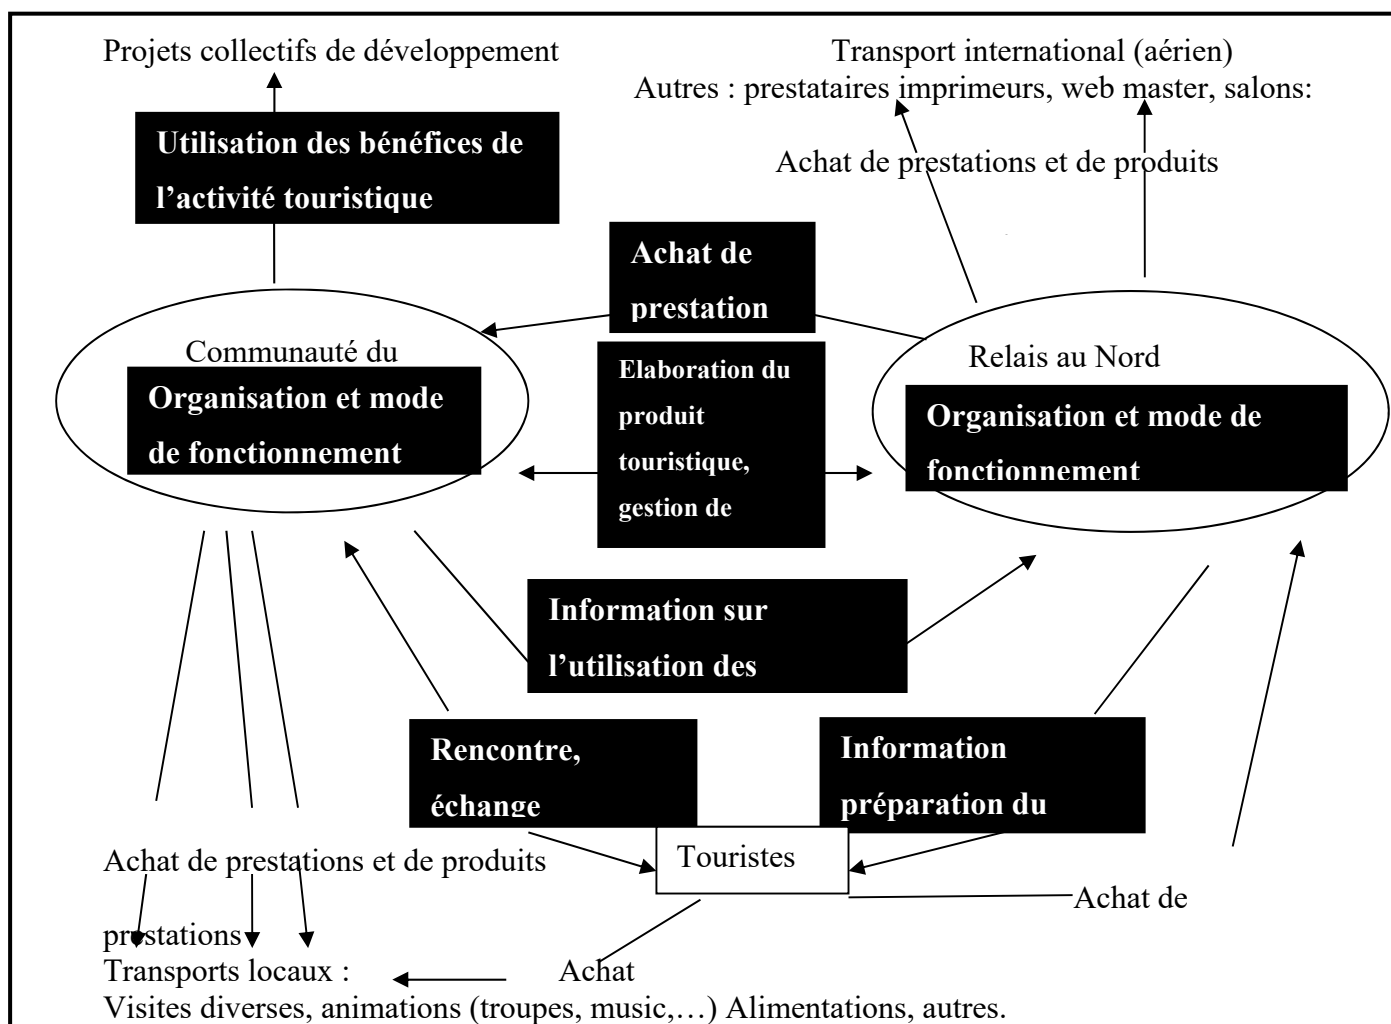 Projets collectifs de développement
Transport international (aérien)
Autres : prestataires imprimeurs, web master, salons:
Utilisation des bénéfices de
l’activité touristique
Achat de prestations et de produits
Achat de
prestation
Communauté du
Organisation et mode
de fonctionnement
Elaboration du
produit
touristique,
gestion de
Relais au Nord
Organisation et mode de
fonctionnement
Information sur
l’utilisation des
Rencontre,
échange
Information
préparation du
Touristes
Achat de prestations et de produits
Achat de
prestations
Transports locaux :
Achat
Visites diverses, animations (troupes, music,…) Alimentations, autres.